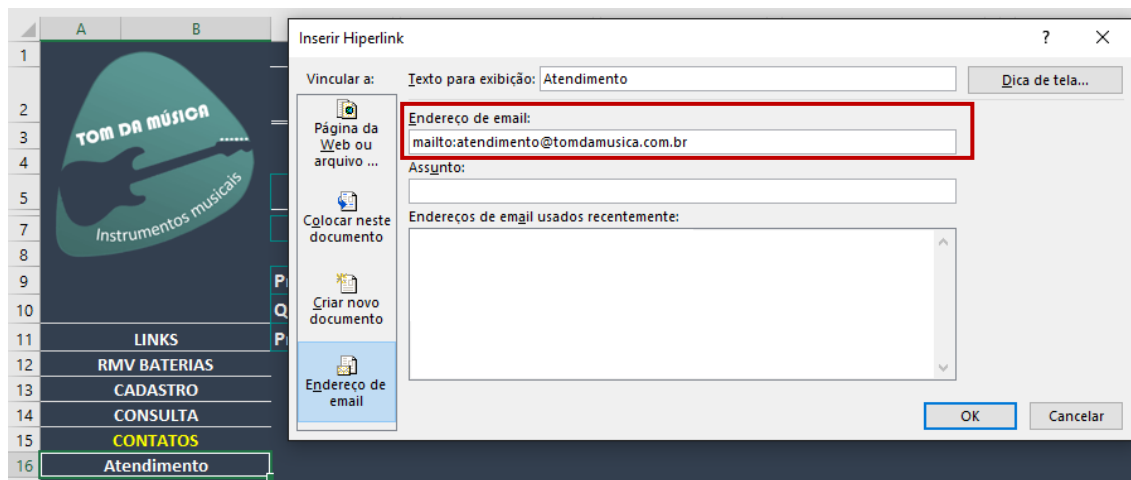 A
B
1
2
3
4
5
7
8
9
10
11
12
13
14
15
16
TOM DA MÚSICA
Instrumentos musicais
LINKS
RMV BATERIAS
CADASTRO
CONSULTA
CONTATOS
Atendimento
Inserir Hiperlink
?
Vincular a:
Texto para exibição: Atendimento
Dica de tela...
Página da
Web ou
arquivo ...
Colocar neste
documento
Criar novo
documento
Endereço de
email
Endereço de email:
mailto:atendimento@tomdamusica.com.br
Assunto:
Endereços de email usados recentemente:
OK
Cancelar